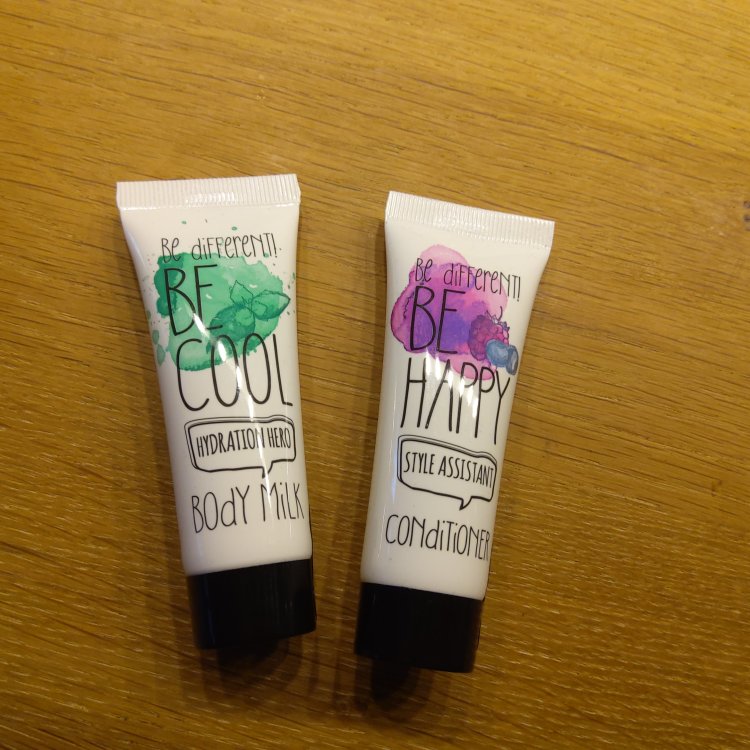 Be different!
BE
COOL
HYDRATION HERO
BODY MILK
Be different!
BE
HAPPY
STYLE ASSISTANT
CONDITIONER